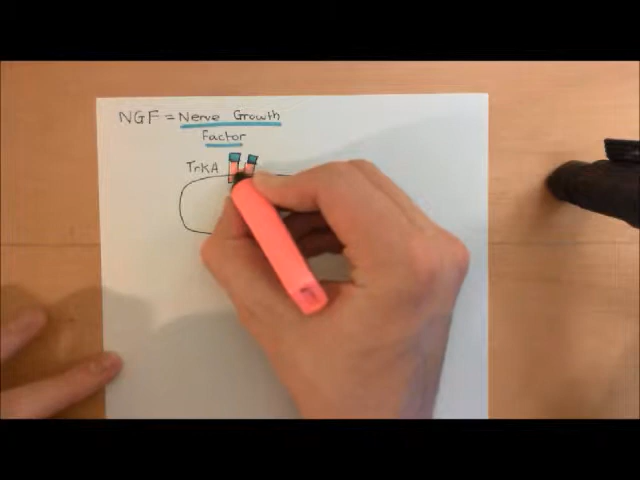 NGF = Nerve Growth
Factor
TrKA